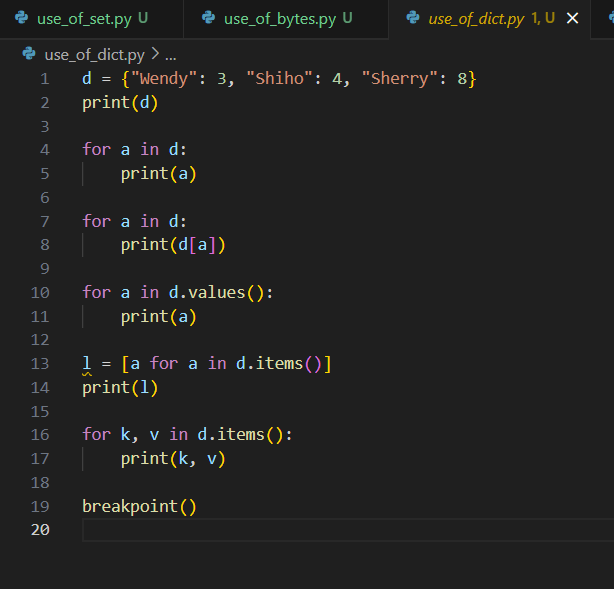 use_of_set.py U use_of_bytes.py U use_of_dict.py 1, U
use_of_dict.py > ...
1 d = {"Wendy": 3, "Shiho": 4, "Sherry": 8}
2 print(d)
3
4 for a in d:
5     print(a)
6
7 for a in d:
8     print(d[a])
9
10 for a in d.values():
11     print(a)
12
13 l = [a for a in d.items()]
14 print(l)
15
16 for k, v in d.items():
17     print(k, v)
18
19 breakpoint()
20